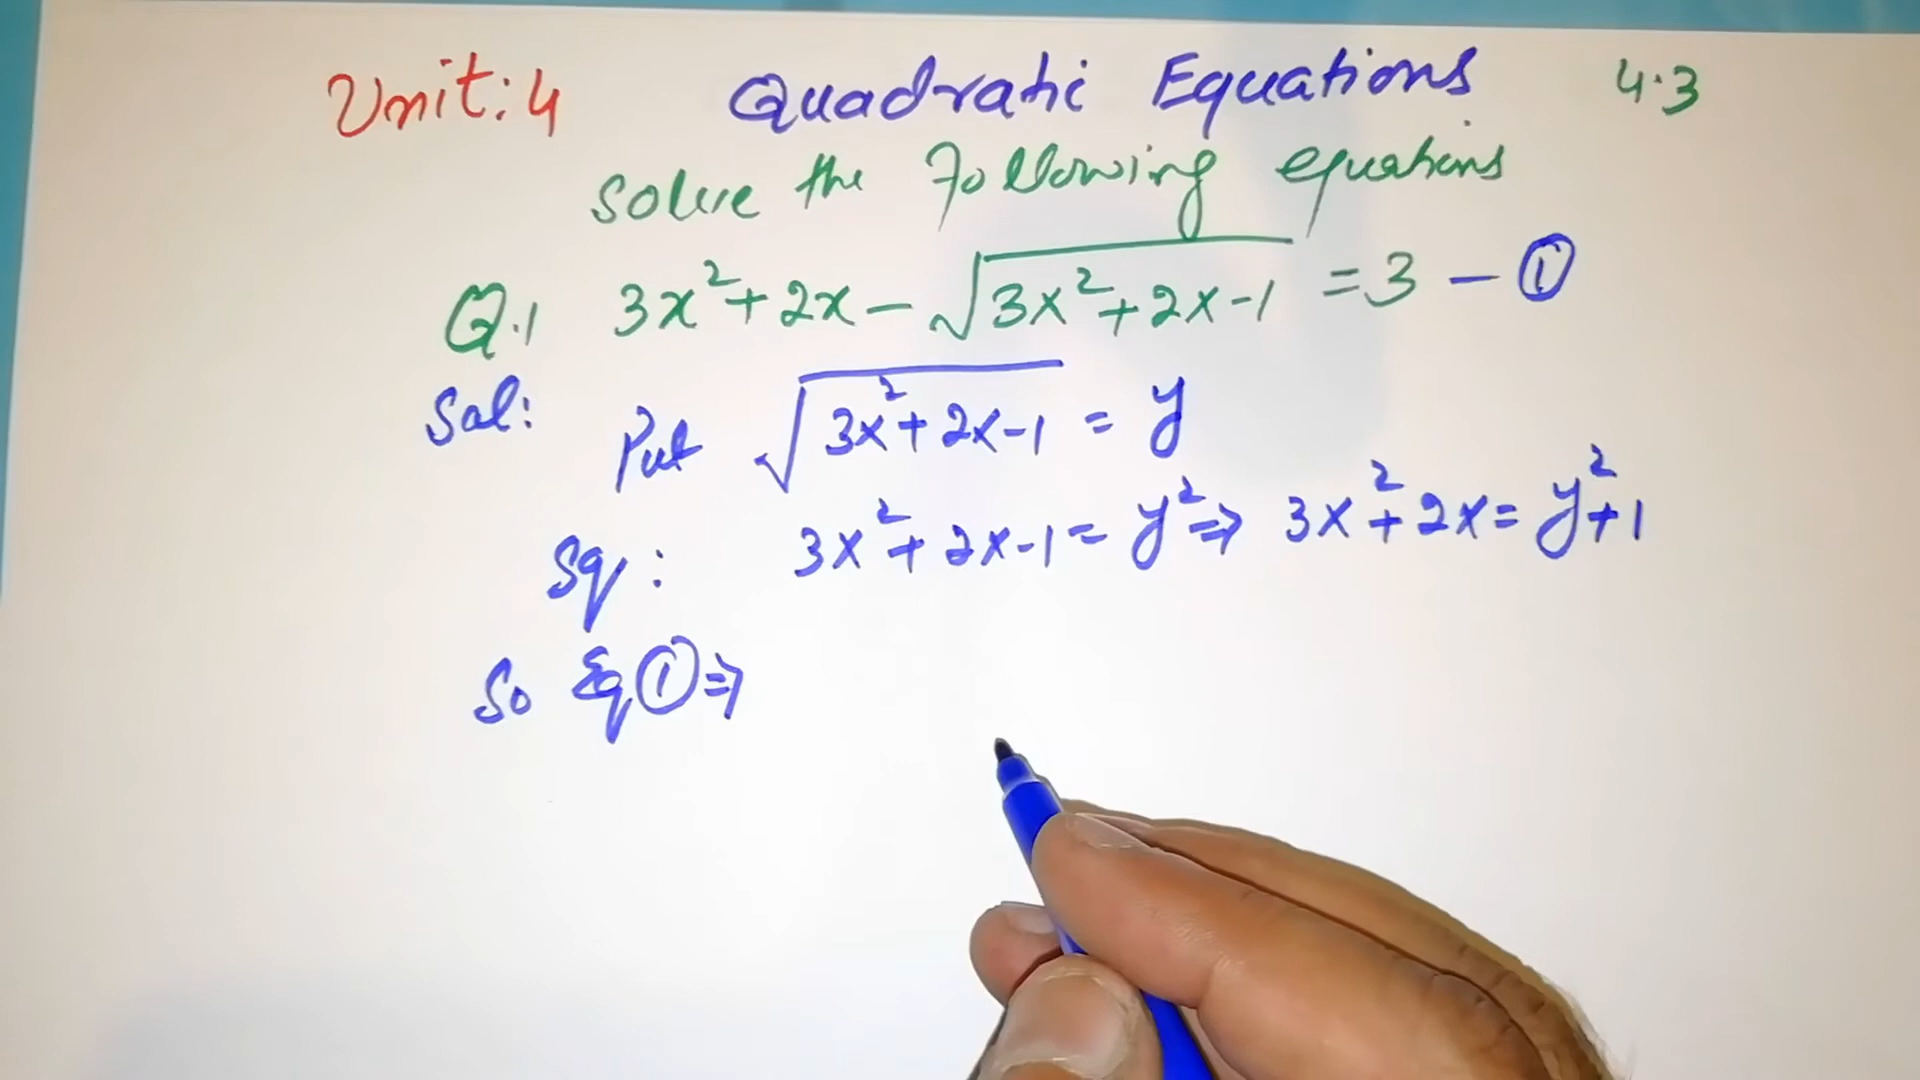 Unit: 4 Quadratic Equations 4.3
Solve the following equations
Q.1 3x²+2x-√3x²+2x-1 = 3 - ①
Sol: Put √3x²+2x-1 = y
Sq: 3x²+2x-1 = y² ⇒ 3x²+2x = y²+1
So Eq ① ⇒